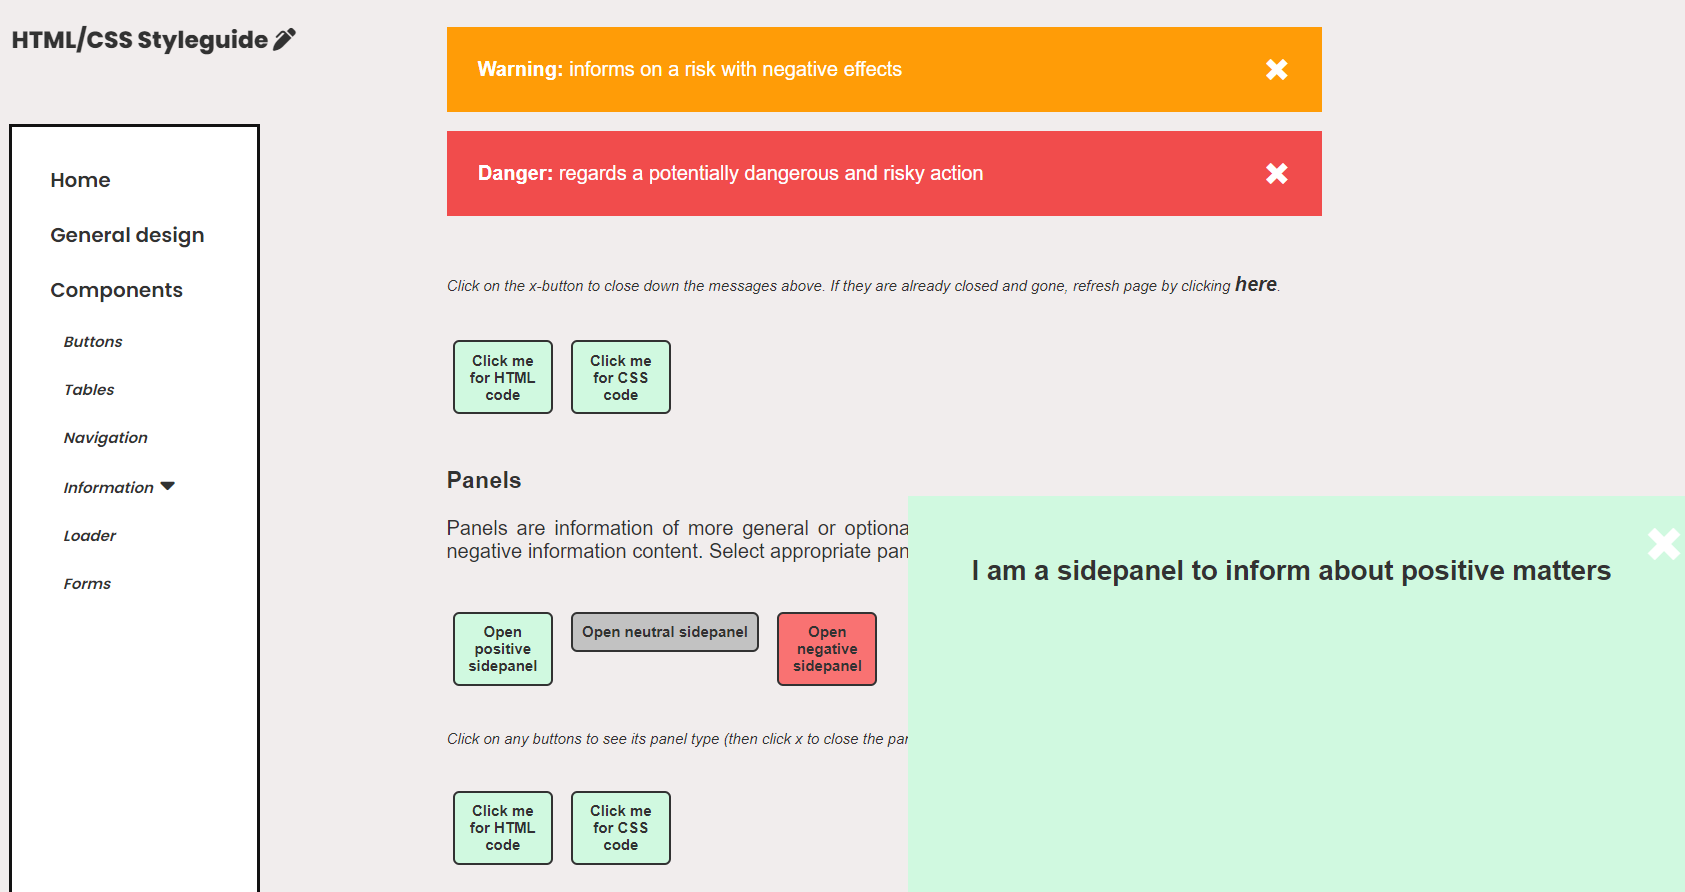 HTML/CSS Styleguide
Home
General design
Components
Buttons
Tables
Navigation
Information
Loader
Forms
Warning: informs on a risk with negative effects
Danger: regards a potentially dangerous and risky action
Click on the x-button to close down the messages above. If they are already closed and gone, refresh page by clicking here.
Click me
for HTML
code
Click me
for CSS
code
Panels
Panels are information of more general or optiona
negative information content. Select appropriate pan
Open
positive
sidepanel
Open neutral sidepanel
Open
negative
sidepanel
Click on any buttons to see its panel type (then click x to close the pan
Click me
for HTML
code
Click me
for CSS
code
I am a sidepanel to inform about positive matters